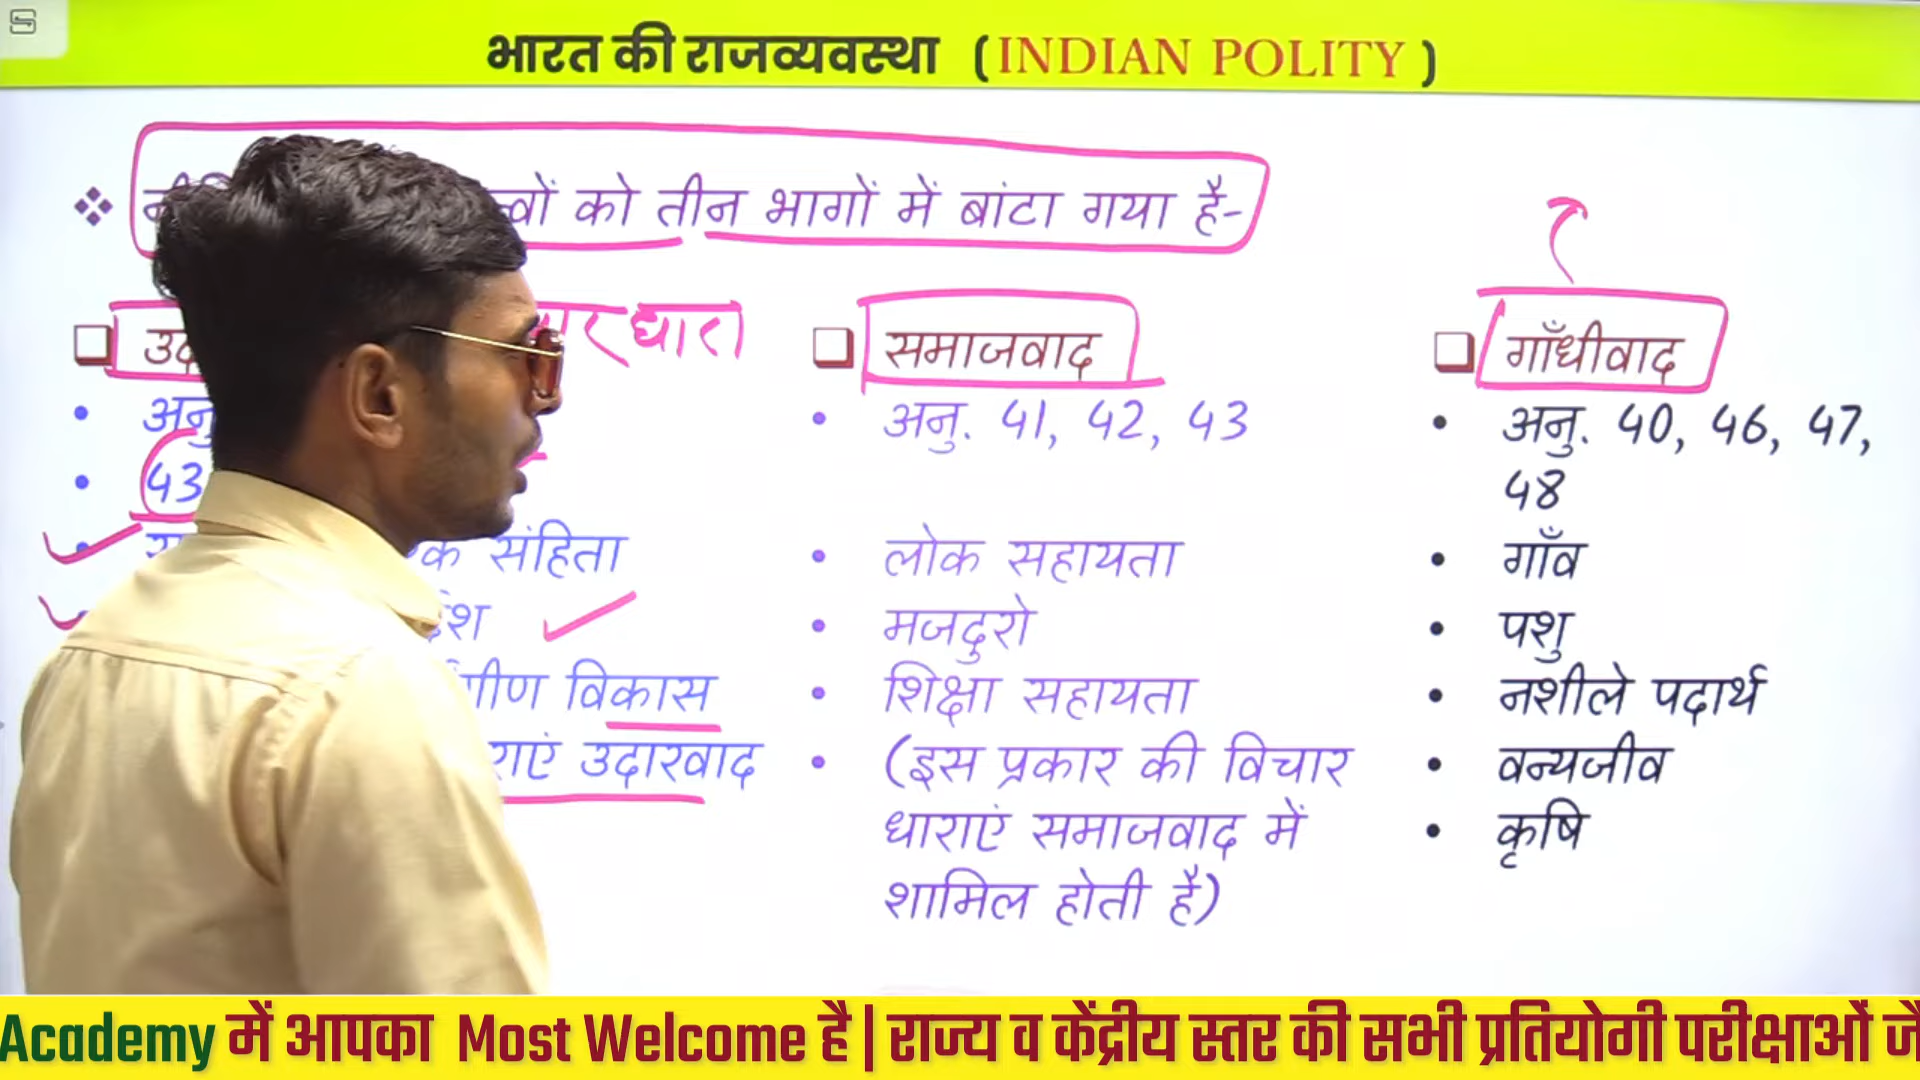 भारत की राजव्यवस्था (INDIAN POLITY)
को तीन भागों में बांटा गया है-
धारा
समाजवाद
गाँधीवाद
अनु. 41, 42, 43
अनु. 40, 46, 47,
43
48
संहिता
लोक सहायता
गाँव
मजदुरो
पशु
विकास
शिक्षा सहायता
नशीले पदार्थ
उदारवाद
(इस प्रकार की विचार
धाराएं समाजवाद में
शामिल होती है)
वन्यजीव
कृषि
Academy में आपका Most Welcome है | राज्य व केंद्रीय स्तर की सभी प्रतियोगी परीक्षाओं